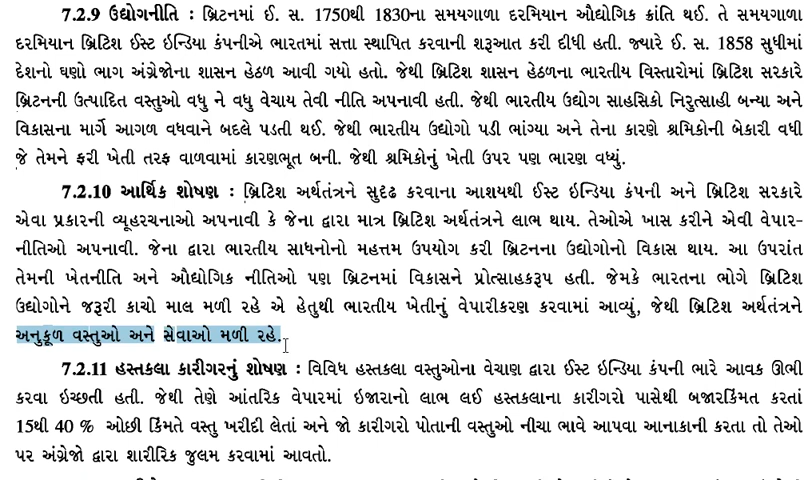 7.2.9 ઉદ્યોગનીતિ : બ્રિટનમાં ઈ. સ. 1750થી 1830ના સમયગાળા દરમિયાન ઔદ્યોગિક ક્રાંતિ થઈ. તે સમયગાળા
દરમિયાન બ્રિટિશ ઈસ્ટ ઇન્ડિયા કંપનીએ ભારતમાં સત્તા સ્થાપિત કરવાની શરૂઆત કરી દીધી હતી. જ્યારે ઈ. સ. 1858 સુધીમાં
દેશનો ઘણો ભાગ અંગ્રેજોના શાસન હેઠળ આવી ગયો હતો. જેથી બ્રિટિશ શાસન હેઠળના ભારતીય વિસ્તારોમાં બ્રિટિશ સરકારે
બ્રિટનની ઉત્પાદિત વસ્તુઓ વધુ ને વધુ વેચાય તેવી નીતિ અપનાવી હતી. જેથી ભારતીય ઉદ્યોગ સાહસિકો નિરુત્સાહી બન્યા અને
વિકાસના માર્ગે આગળ વધવાને બદલે પડતી થઈ. જેથી ભારતીય ઉદ્યોગો પડી ભાંગ્યા અને તેના કારણે શ્રમિકોની બેકારી વધી
જે તેમને ફરી ખેતી તરફ વાળવામાં કારણભૂત બની. જેથી શ્રમિકોનું ખેતી ઉપર પણ ભારણ વધ્યું.
7.2.10 આર્થિક શોષણ : બ્રિટિશ અર્થતંત્રને સુદૃઢ કરવાના આશયથી ઈસ્ટ ઇન્ડિયા કંપની અને બ્રિટિશ સરકારે
એવા પ્રકારની વ્યૂહરચનાઓ અપનાવી કે જેના દ્વારા માત્ર બ્રિટિશ અર્થતંત્રને લાભ થાય. તેઓએ ખાસ કરીને એવી વેપાર-
નીતિઓ અપનાવી. જેના દ્વારા ભારતીય સાધનોનો મહત્તમ ઉપયોગ કરી બ્રિટનના ઉદ્યોગોનો વિકાસ થાય. આ ઉપરાંત
તેમની ખેતનીતિ અને ઔદ્યોગિક નીતિઓ પણ બ્રિટનમાં વિકાસને પ્રોત્સાહકરૂપ હતી. જેમકે ભારતના ભોગે બ્રિટિશ
ઉદ્યોગોને જરૂરી કાચો માલ મળી રહે એ હેતુથી ભારતીય ખેતીનું વેપારીકરણ કરવામાં આવ્યું, જેથી બ્રિટિશ અર્થતંત્રને
અનુકૂળ વસ્તુઓ અને સેવાઓ મળી રહે.
7.2.11 હસ્તકલા કારીગરનું શોષણ : વિવિધ હસ્તકલા વસ્તુઓના વેચાણ દ્વારા ઈસ્ટ ઇન્ડિયા કંપની ભારે આવક ઊભી
કરવા ઇચ્છતી હતી. જેથી તેણે આંતરિક વેપારમાં ઇજારાનો લાભ લઈ હસ્તકલાના કારીગરો પાસેથી બજારકિંમત કરતાં
15થી 40 % ઓછી કિંમતે વસ્તુ ખરીદી લેતાં અને જો કારીગરો પોતાની વસ્તુઓ નીચા ભાવે આપવા આનાકાની કરતા તો તેઓ
પર અંગ્રેજો દ્વારા શારીરિક જુલમ કરવામાં આવતો.